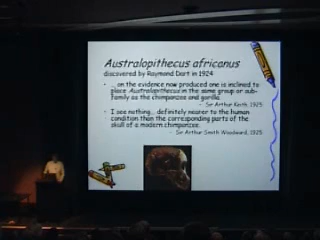 Australopithecus africanus
discovered by Raymond Dart in 1924
• ... on the evidence now produced one is inclined to
place Australopithecus in the same group or sub-
family as the chimpanzee and gorilla
- Sir Arthur Keith, 1925
• I see nothing ... definitely nearer to the human
condition than the corresponding parts of the
skull of a modern chimpanzee.
- Sir Arthur Smith Woodward, 1925